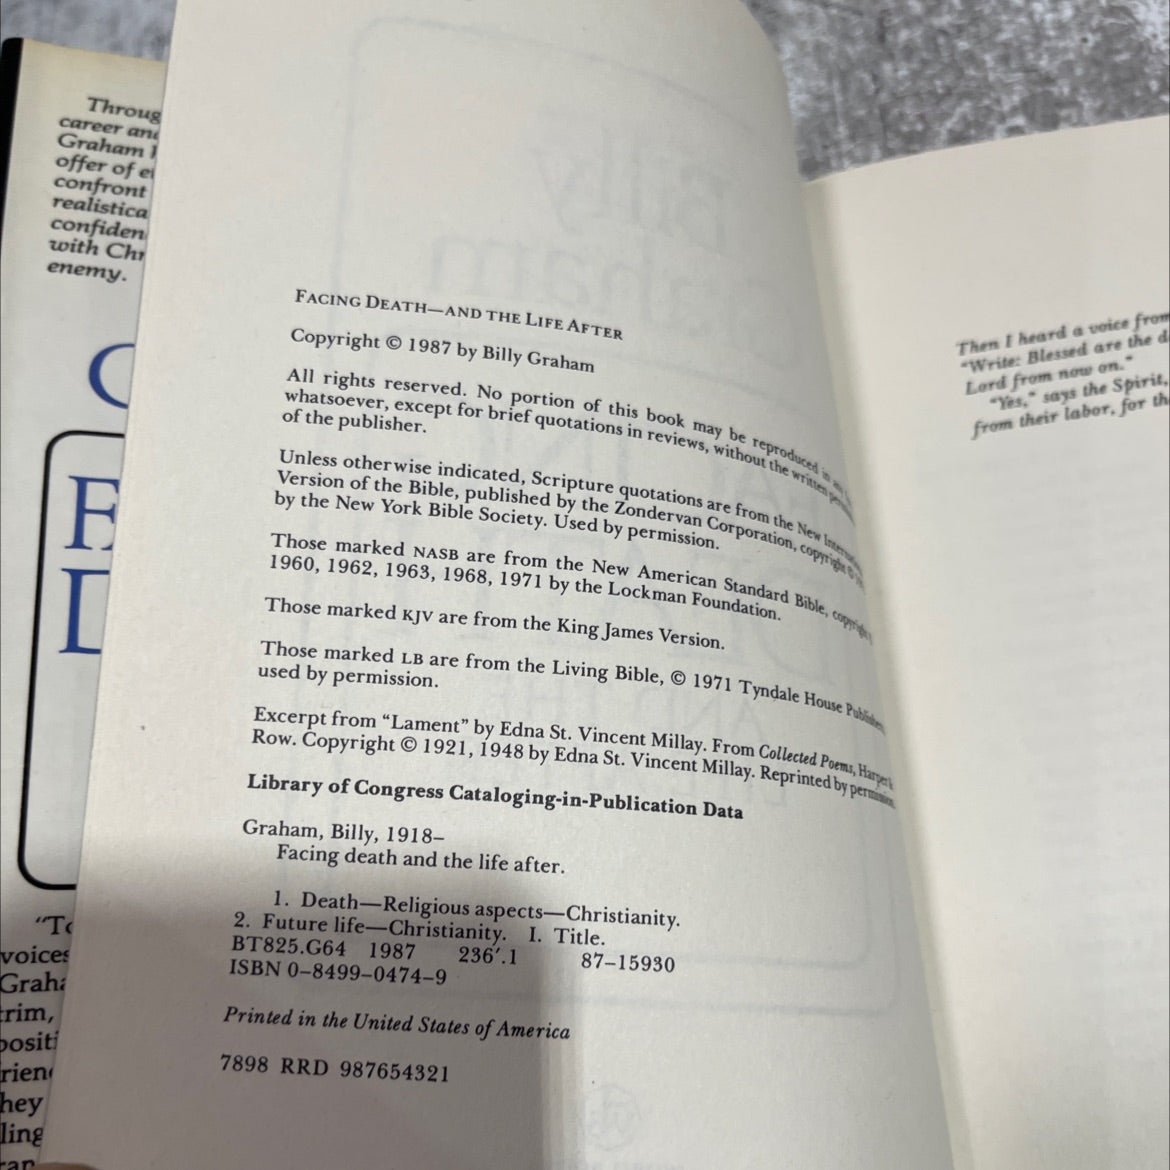 Throug
career and
Graham
offer of
confront
realistica
confiden
with Chr
enemy.
"To
voices
Graha
rim,
positi
rien
hey
ling
FACING DEATH—AND THE LIFE AFTER
Copyright © 1987 by Billy Graham
All rights reserved. No portion of this book may be reproduced in any
whatsoever, except for brief quotations in reviews, without the written
of the publisher.
Unless otherwise indicated, Scripture quotations are from the New
Version of the Bible, published by the Zondervan Corporation, copyright ©
by the New York Bible Society. Used by permission.
Those marked NASB are from the New American Standard Bible, copyright
1960, 1962, 1963, 1968, 1971 by the Lockman Foundation.
Those marked KJV are from the King James Version.
Those marked LB are from the Living Bible, © 1971 Tyndale House Publishers
used by permission.
Excerpt from “Lament” by Edna St. Vincent Millay. From Collected Poems, Harper &
Row. Copyright © 1921, 1948 by Edna St. Vincent Millay. Reprinted by permission.
Library of Congress Cataloging-in-Publication Data
Graham, Billy, 1918–
Facing death and the life after.
1. Death—Religious aspects—Christianity.
2. Future life—Christianity. I. Title.
BT825.G64 1987 236′.1 87–15930
ISBN 0–8499–0474–9
Printed in the United States of America
7898 RRD 987654321
Then I heard a voice from
“Write: Blessed are the d
Lord from now on.”
“Yes,” says the Spirit,
from their labor, for th